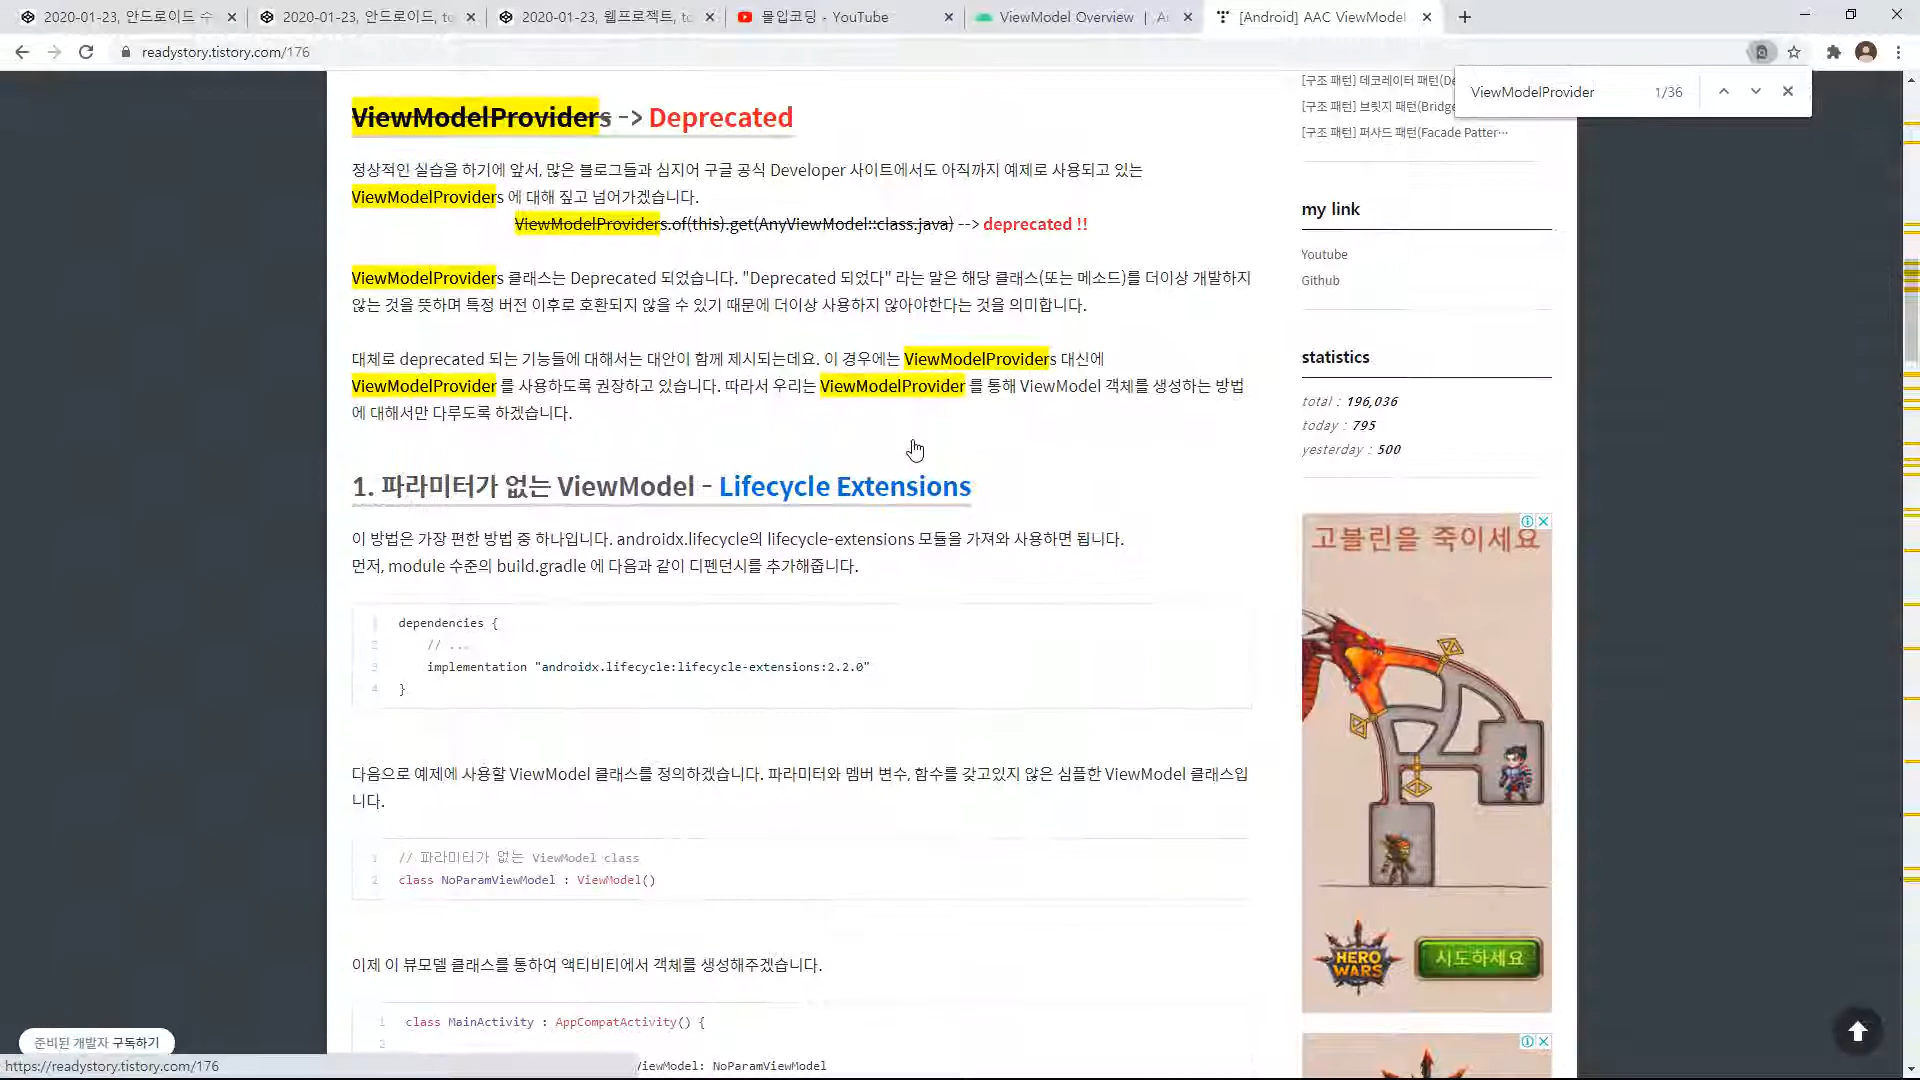 2020-01-23, 안드로이드 수
2020-01-23, 안드로이드, to
2020-01-23, 웹프로젝트, to
몰입코딩 - YouTube
ViewModel Overview | A
[Android] AAC ViewModel
readystory.tistory.com/176
ViewModelProvider
1/36
ViewModelProviders -> Deprecated
정상적인 실습을 하기에 앞서, 많은 블로그들과 심지어 구글 공식 Developer 사이트에서도 아직까지 예제로 사용되고 있는
ViewModelProviders 에 대해 짚고 넘어가겠습니다.
ViewModelProviders.of(this).get(AnyViewModel::class.java) --> deprecated !!
ViewModelProviders 클래스는 Deprecated 되었습니다. "Deprecated 되었다" 라는 말은 해당 클래스(또는 메소드)를 더이상 개발하지
않는 것을 뜻하며 특정 버전 이후로 호환되지 않을 수 있기 때문에 더이상 사용하지 않아야한다는 것을 의미합니다.
대체로 deprecated 되는 기능들에 대해서는 대안이 함께 제시되는데요. 이 경우에는 ViewModelProviders 대신에
ViewModelProvider 를 사용하도록 권장하고 있습니다. 따라서 우리는 ViewModelProvider 를 통해 ViewModel 객체를 생성하는 방법
에 대해서만 다루도록 하겠습니다.
1. 파라미터가 없는 ViewModel - Lifecycle Extensions
이 방법은 가장 편한 방법 중 하나입니다. androidx.lifecycle의 lifecycle-extensions 모듈을 가져와 사용하면 됩니다.
먼저, module 수준의 build.gradle 에 다음과 같이 디펜던시를 추가해줍니다.
1 dependencies {
2 // ...
3 implementation "androidx.lifecycle:lifecycle-extensions:2.2.0"
4 }
다음으로 예제에 사용할 ViewModel 클래스를 정의하겠습니다. 파라미터와 멤버 변수, 함수를 갖고있지 않은 심플한 ViewModel 클래스입
니다.
1 // 파라미터가 없는 ViewModel class
2 class NoParamViewModel : ViewModel()
이제 이 뷰모델 클래스를 통하여 액티비티에서 객체를 생성해주겠습니다.
1 class MainActivity : AppCompatActivity() {
2
ViewModel: NoParamViewModel
준비된 개발자 구독하기
https://readystory.tistory.com/176
[구조 패턴] 데코레이터 패턴(De
[구조 패턴] 브릿지 패턴(Bridge
[구조 패턴] 퍼사드 패턴(Facade Patter···
my link
Youtube
Github
statistics
total : 196,036
today : 795
yesterday : 500
고블린을 죽이세요
HERO
WARS
시도하세요